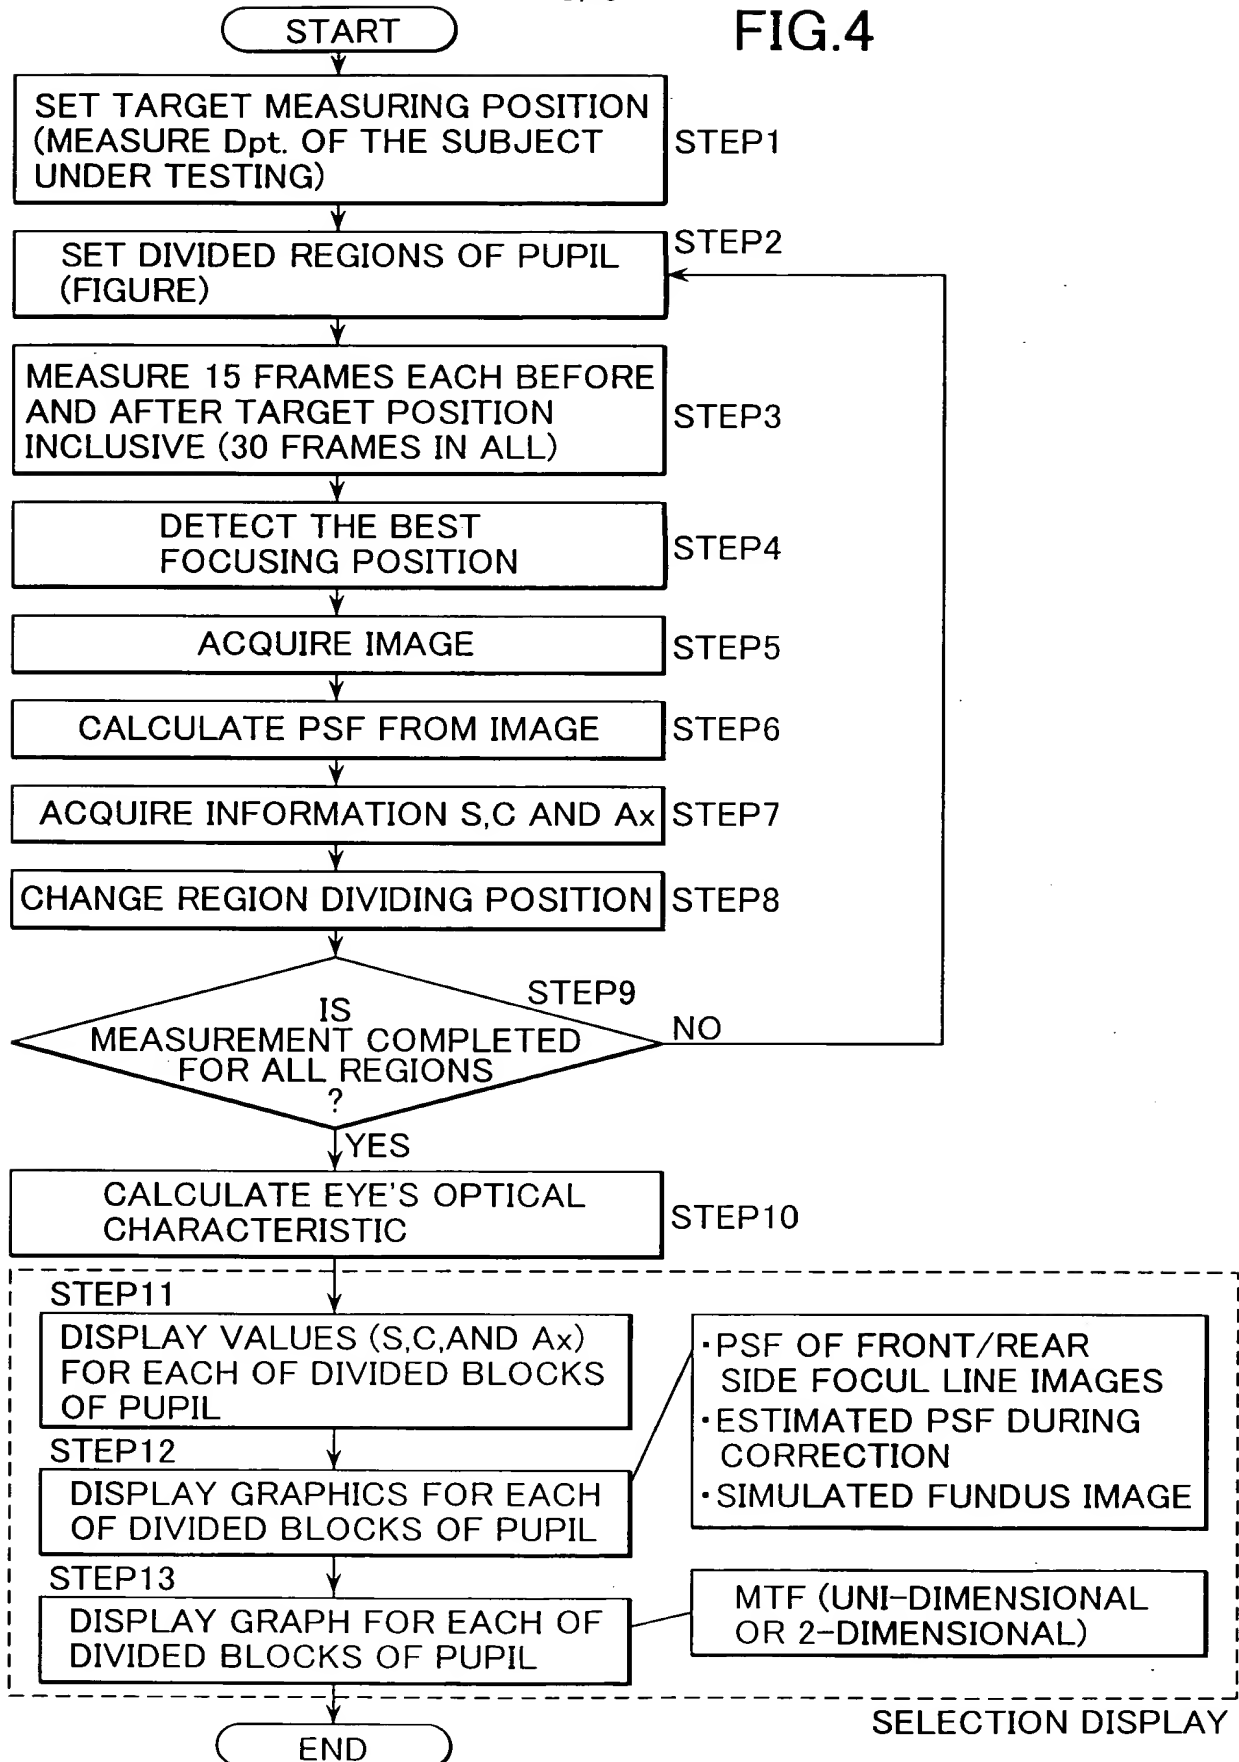 FIG.4
START
SET TARGET MEASURING POSITION
(MEASURE Dpt. OF THE SUBJECT
UNDER TESTING)
STEP1
SET DIVIDED REGIONS OF PUPIL
(FIGURE)
STEP2
MEASURE 15 FRAMES EACH BEFORE
AND AFTER TARGET POSITION
INCLUSIVE (30 FRAMES IN ALL)
STEP3
DETECT THE BEST
FOCUSING POSITION
STEP4
ACQUIRE IMAGE
STEP5
CALCULATE PSF FROM IMAGE
STEP6
ACQUIRE INFORMATION S,C AND Ax
STEP7
CHANGE REGION DIVIDING POSITION
STEP8
STEP9
IS
MEASUREMENT COMPLETED
FOR ALL REGIONS
?
NO
YES
CALCULATE EYE'S OPTICAL
CHARACTERISTIC
STEP10
STEP11
DISPLAY VALUES (S,C,AND Ax)
FOR EACH OF DIVIDED BLOCKS
OF PUPIL
STEP12
DISPLAY GRAPHICS FOR EACH
OF DIVIDED BLOCKS OF PUPIL
・PSF OF FRONT/REAR
SIDE FOCUL LINE IMAGES
・ESTIMATED PSF DURING
CORRECTION
・SIMULATED FUNDUS IMAGE
STEP13
DISPLAY GRAPH FOR EACH OF
DIVIDED BLOCKS OF PUPIL
MTF (UNI-DIMENSIONAL
OR 2-DIMENSIONAL)
SELECTION DISPLAY
END